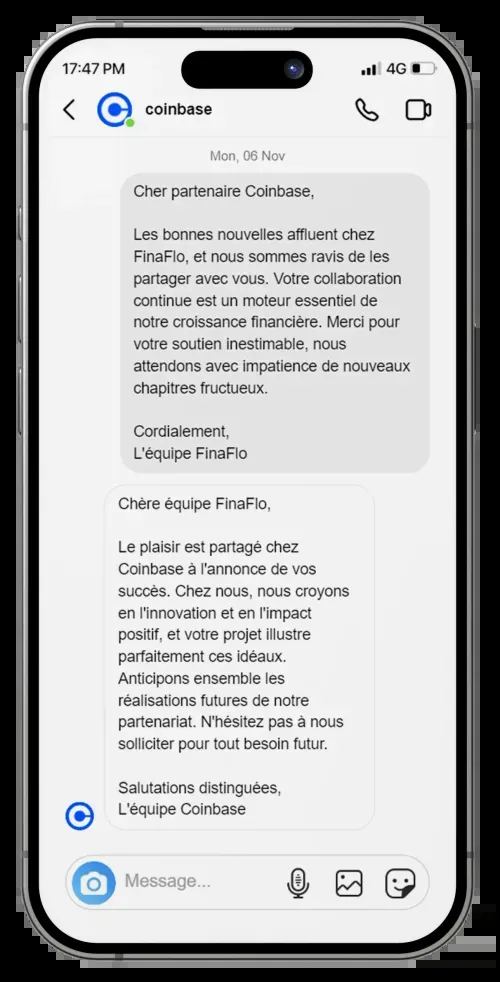 17:47 PM
4G
coinbase
Mon, 06 Nov
Cher partenaire Coinbase,
Les bonnes nouvelles affluent chez
FinaFlo, et nous sommes ravis de les
partager avec vous. Votre collaboration
continue est un moteur essentiel de
notre croissance financière. Merci pour
votre soutien inestimable, nous
attendons avec impatience de nouveaux
chapitres fructueux.
Cordialement,
L'équipe FinaFlo
Chère équipe FinaFlo,
Le plaisir est partagé chez
Coinbase à l'annonce de vos
succès. Chez nous, nous croyons
en l'innovation et en l'impact
positif, et votre projet illustre
parfaitement ces idéaux.
Anticipons ensemble les
réalisations futures de notre
partenariat. N'hésitez pas à nous
solliciter pour tout besoin futur.
Salutations distinguées,
L'équipe Coinbase
Message...